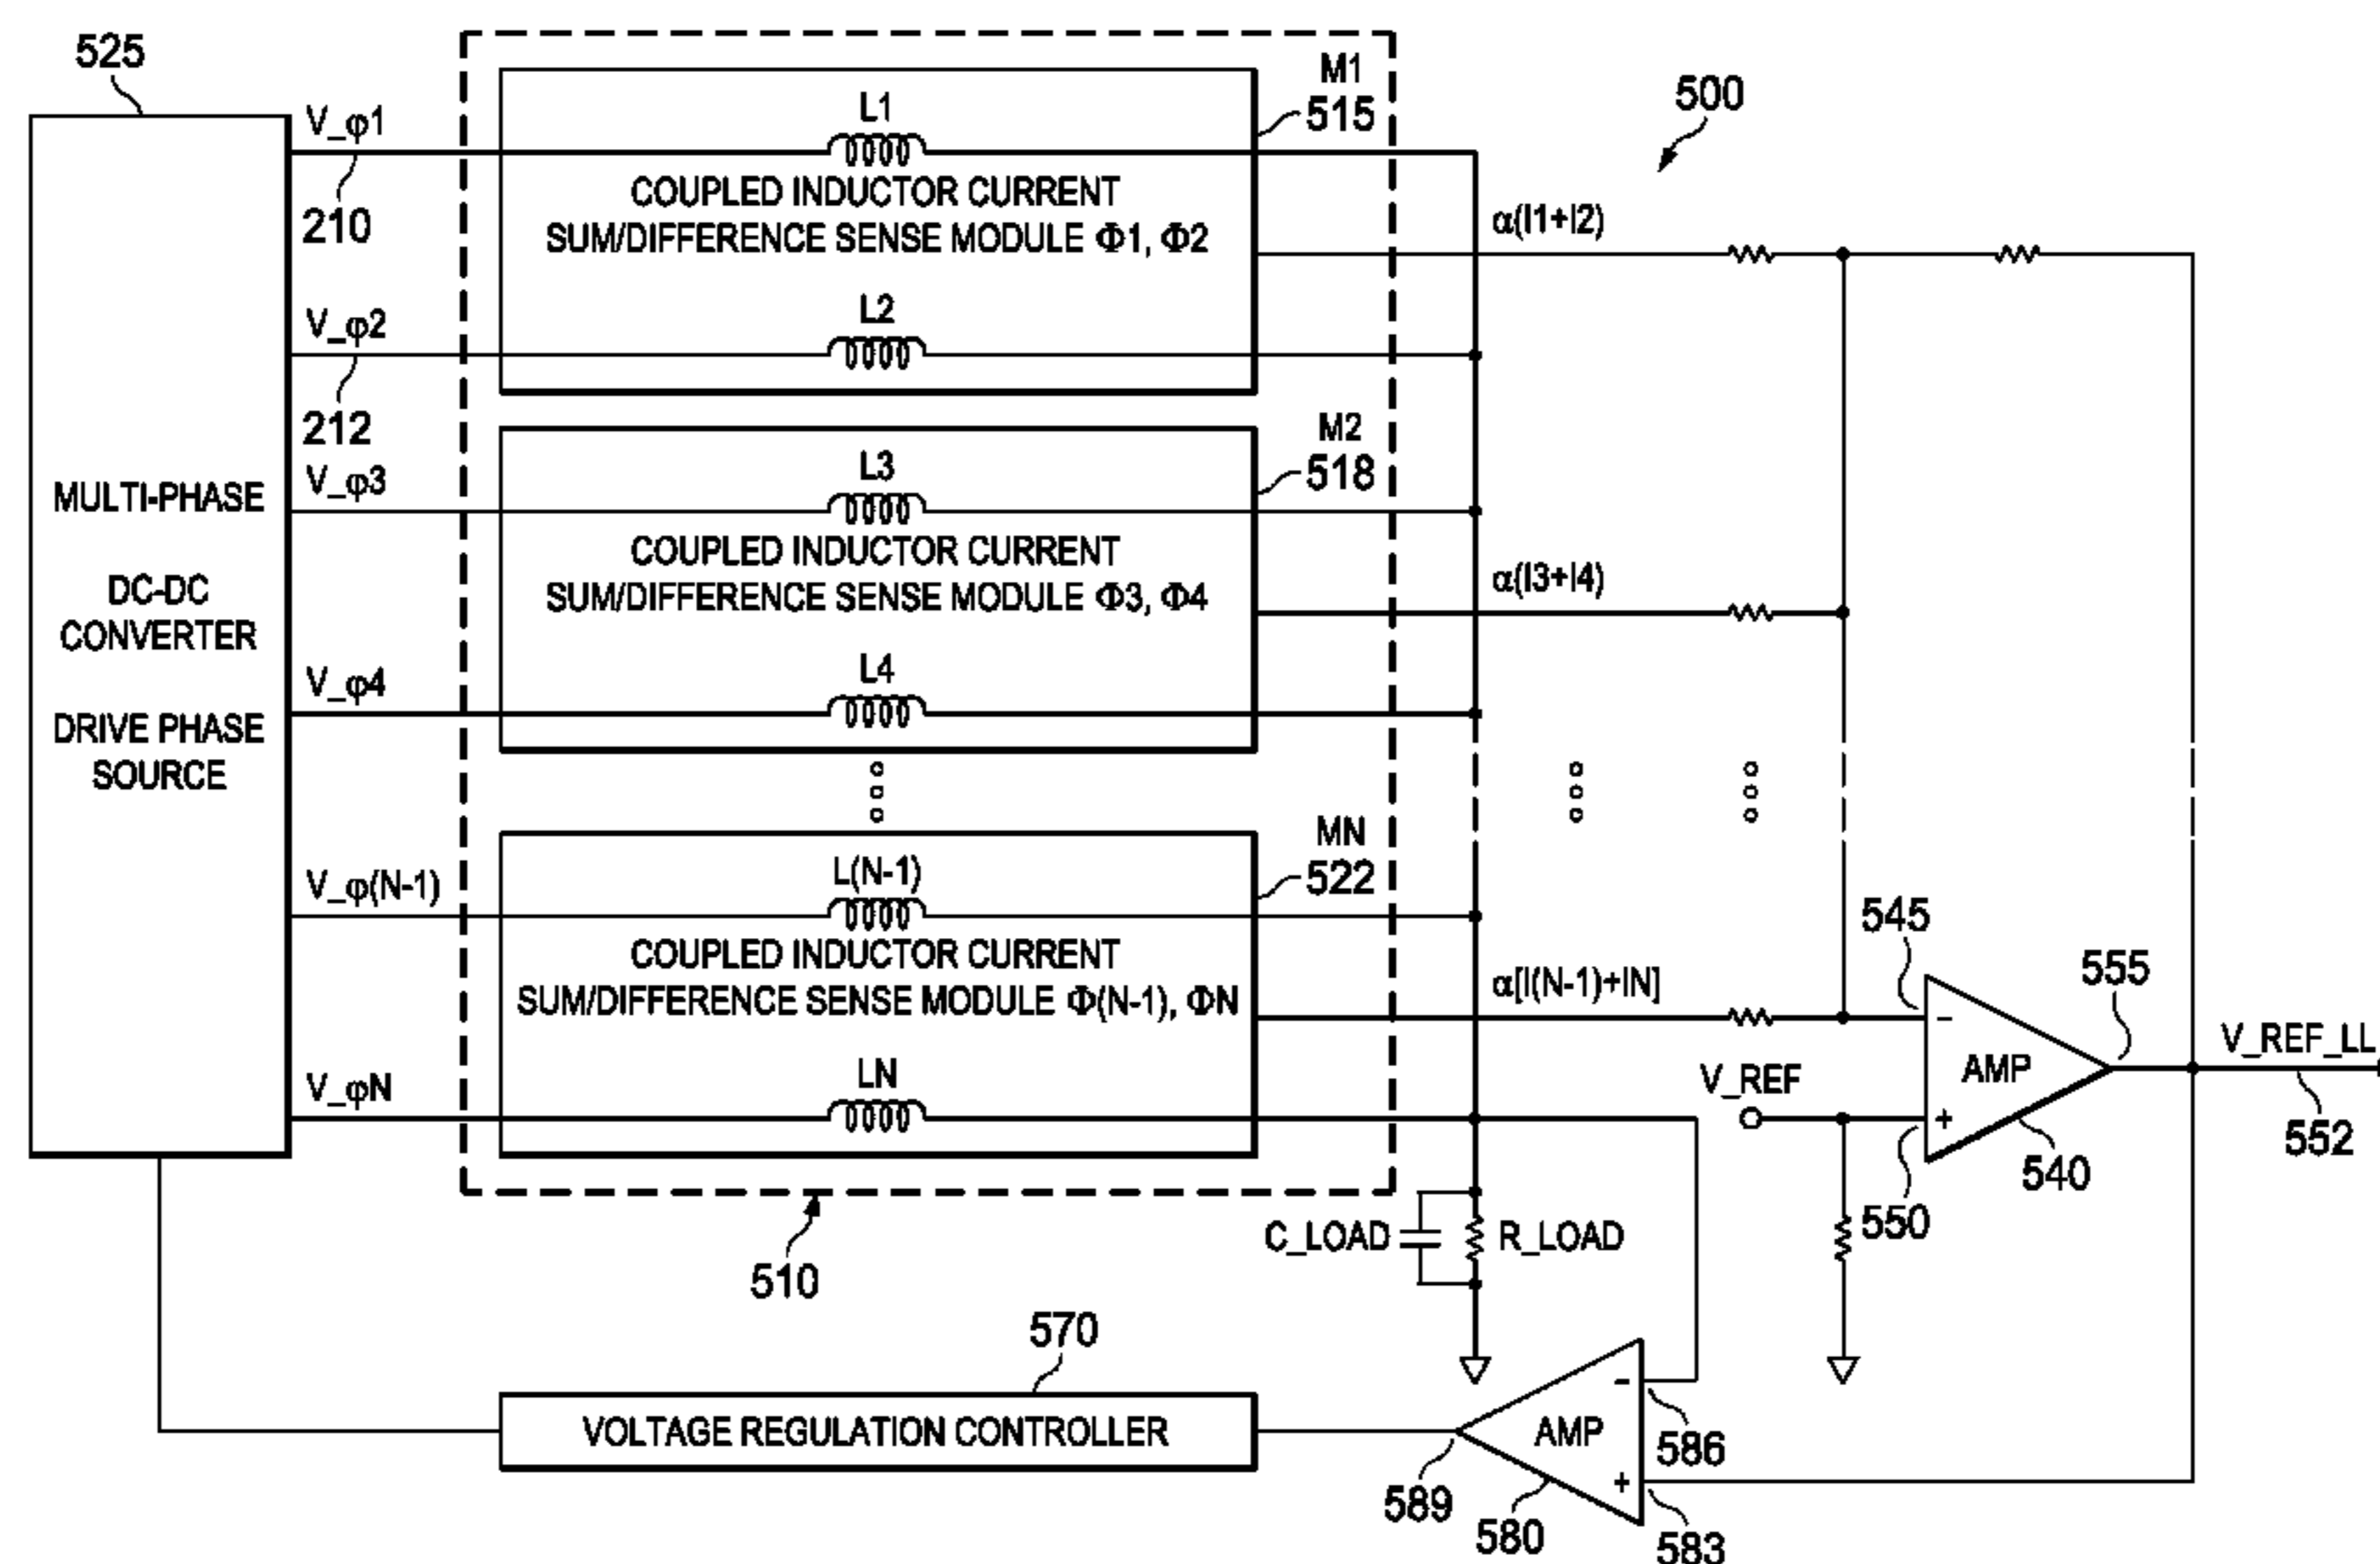 525
V_φ1
210
V_φ2
212
V_φ3
V_φ4
V_φ(N-1)
V_φN
MULTI-PHASE
DC-DC
CONVERTER
DRIVE PHASE
SOURCE
L1
COUPLED INDUCTOR CURRENT
SUM/DIFFERENCE SENSE MODULE Φ1, Φ2
L2
M1
515
L3
COUPLED INDUCTOR CURRENT
SUM/DIFFERENCE SENSE MODULE Φ3, Φ4
L4
M2
518
L(N-1)
COUPLED INDUCTOR CURRENT
SUM/DIFFERENCE SENSE MODULE Φ(N-1), ΦN
LN
MN
522
510
500
α(I1+I2)
α(I3+I4)
α[I(N-1)+IN]
545
-
AMP
+
555
V_REF_LL
552
V_REF
550
540
C_LOAD
R_LOAD
570
VOLTAGE REGULATION CONTROLLER
-
AMP
+
586
589
580
583